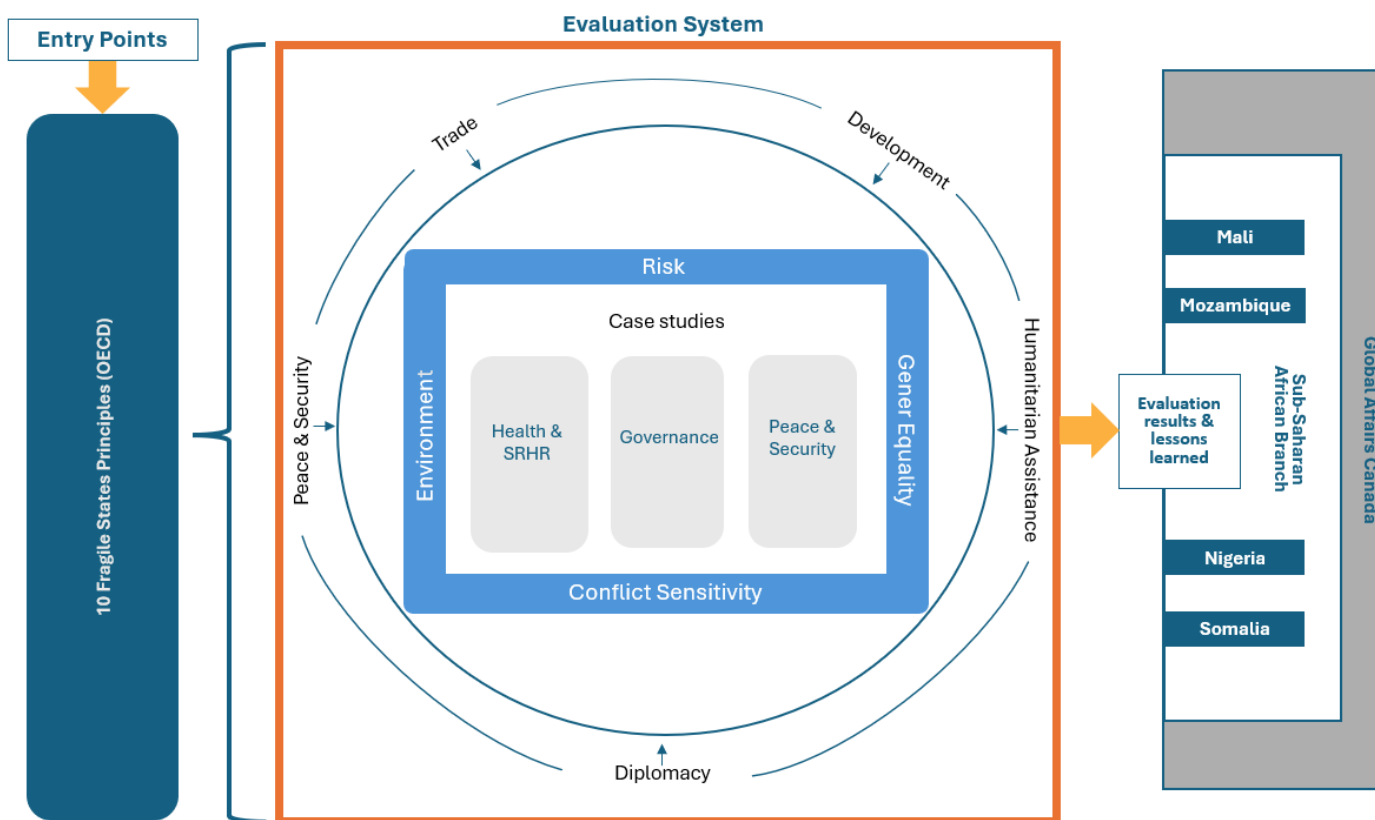 Evaluation System
Entry Points
10 Fragile States Principles (OECD)
Trade
Development
Peace & Security
Humanitarian Assistance
Diplomacy
Risk
Environment
Gener Equality
Conflict Sensitivity
Case studies
Health &
SRHR
Governance
Peace &
Security
Evaluation
results &
lessons
learned
Mali
Mozambique
Nigeria
Somalia
Sub-Saharan
African Branch
Global Affairs Canada